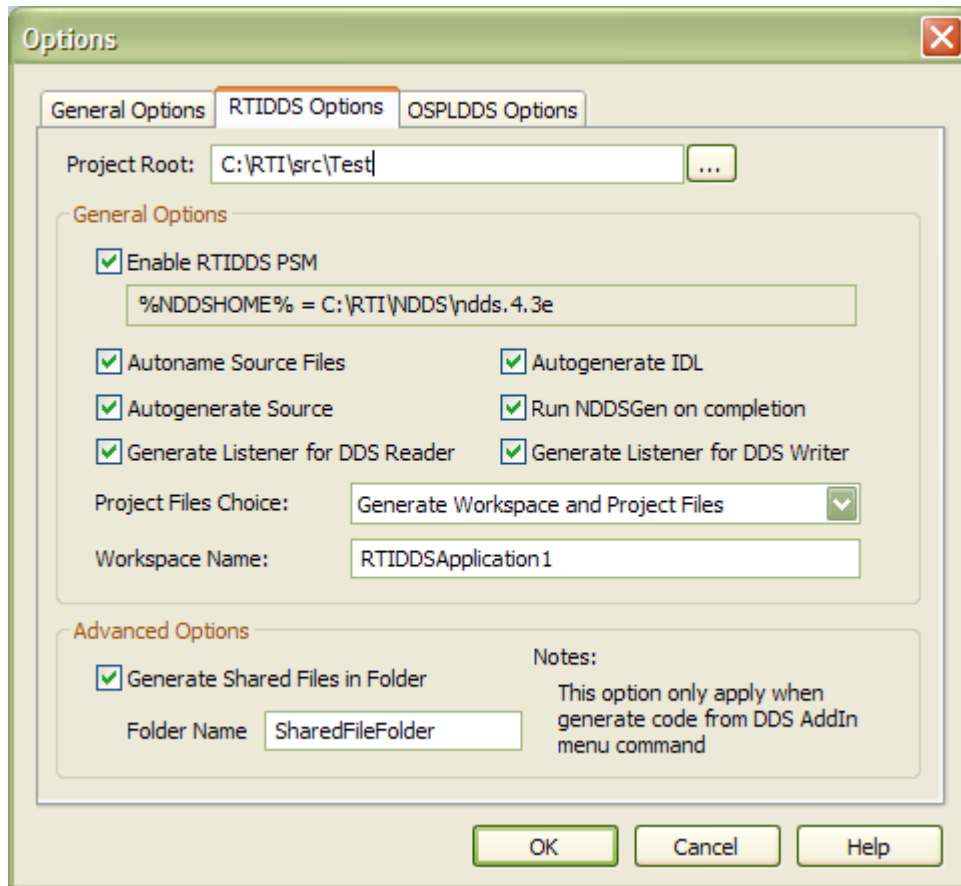 Options
General Options RTIDDS Options OSPLDDS Options
Project Root: C:\RTI\src\Test ...
General Options
Enable RTIDDS PSM
%NDDSHOME% = C:\RTI\NDDS\ndds.4.3e
Autoname Source Files Autogenerate IDL
Autogenerate Source Run NDDSGen on completion
Generate Listener for DDS Reader Generate Listener for DDS Writer
Project Files Choice: Generate Workspace and Project Files
Workspace Name: RTIDDSApplication1
Advanced Options
Notes:
Generate Shared Files in Folder
This option only apply when
generate code from DDS AddIn
menu command
Folder Name SharedFileFolder
OK Cancel Help